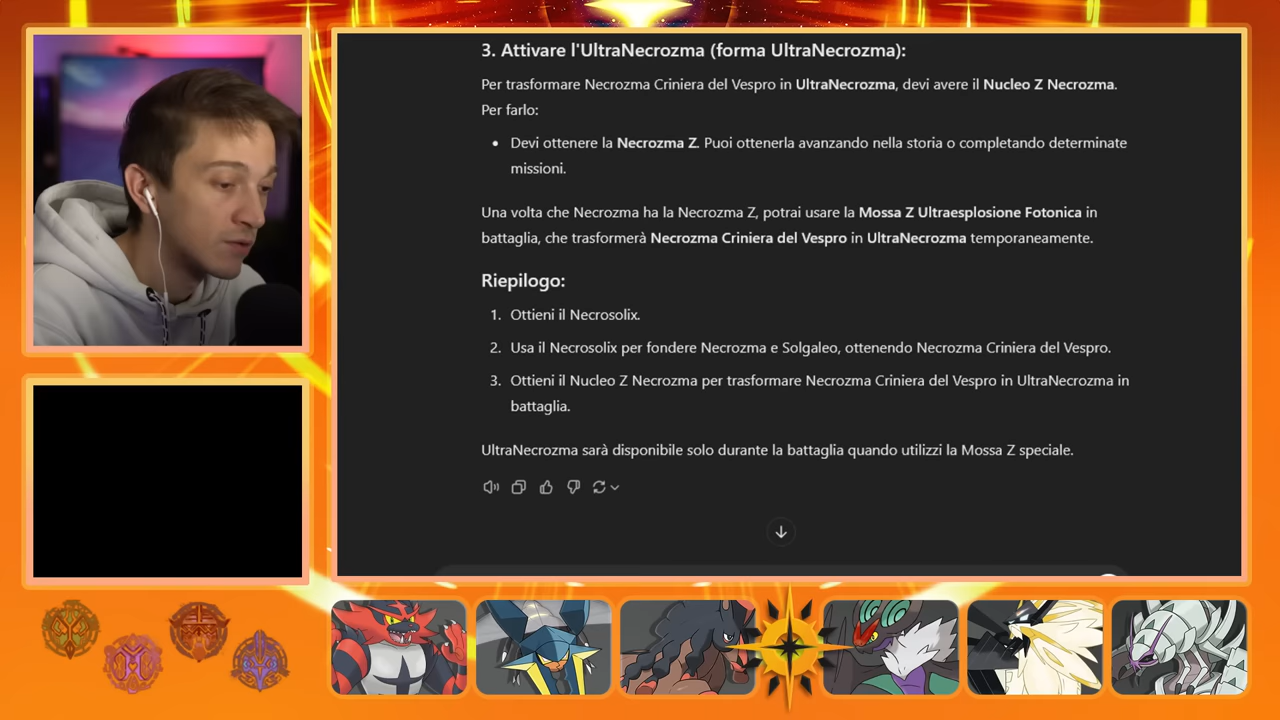 3. Attivare l'UltraNecrozma (forma UltraNecrozma):
Per trasformare Necrozma Criniera del Vespro in UltraNecrozma, devi avere il Nucleo Z Necrozma.
Per farlo:
• Devi ottenere la Necrozma Z. Puoi ottenerla avanzando nella storia o completando determinate
missioni.
Una volta che Necrozma ha la Necrozma Z, potrai usare la Mossa Z Ultraesplosione Fotonica in
battaglia, che trasformerà Necrozma Criniera del Vespro in UltraNecrozma temporaneamente.
Riepilogo:
1. Ottieni il Necrosolix.
2. Usa il Necrosolix per fondere Necrozma e Solgaleo, ottenendo Necrozma Criniera del Vespro.
3. Ottieni il Nucleo Z Necrozma per trasformare Necrozma Criniera del Vespro in UltraNecrozma in
battaglia.
UltraNecrozma sarà disponibile solo durante la battaglia quando utilizzi la Mossa Z speciale.